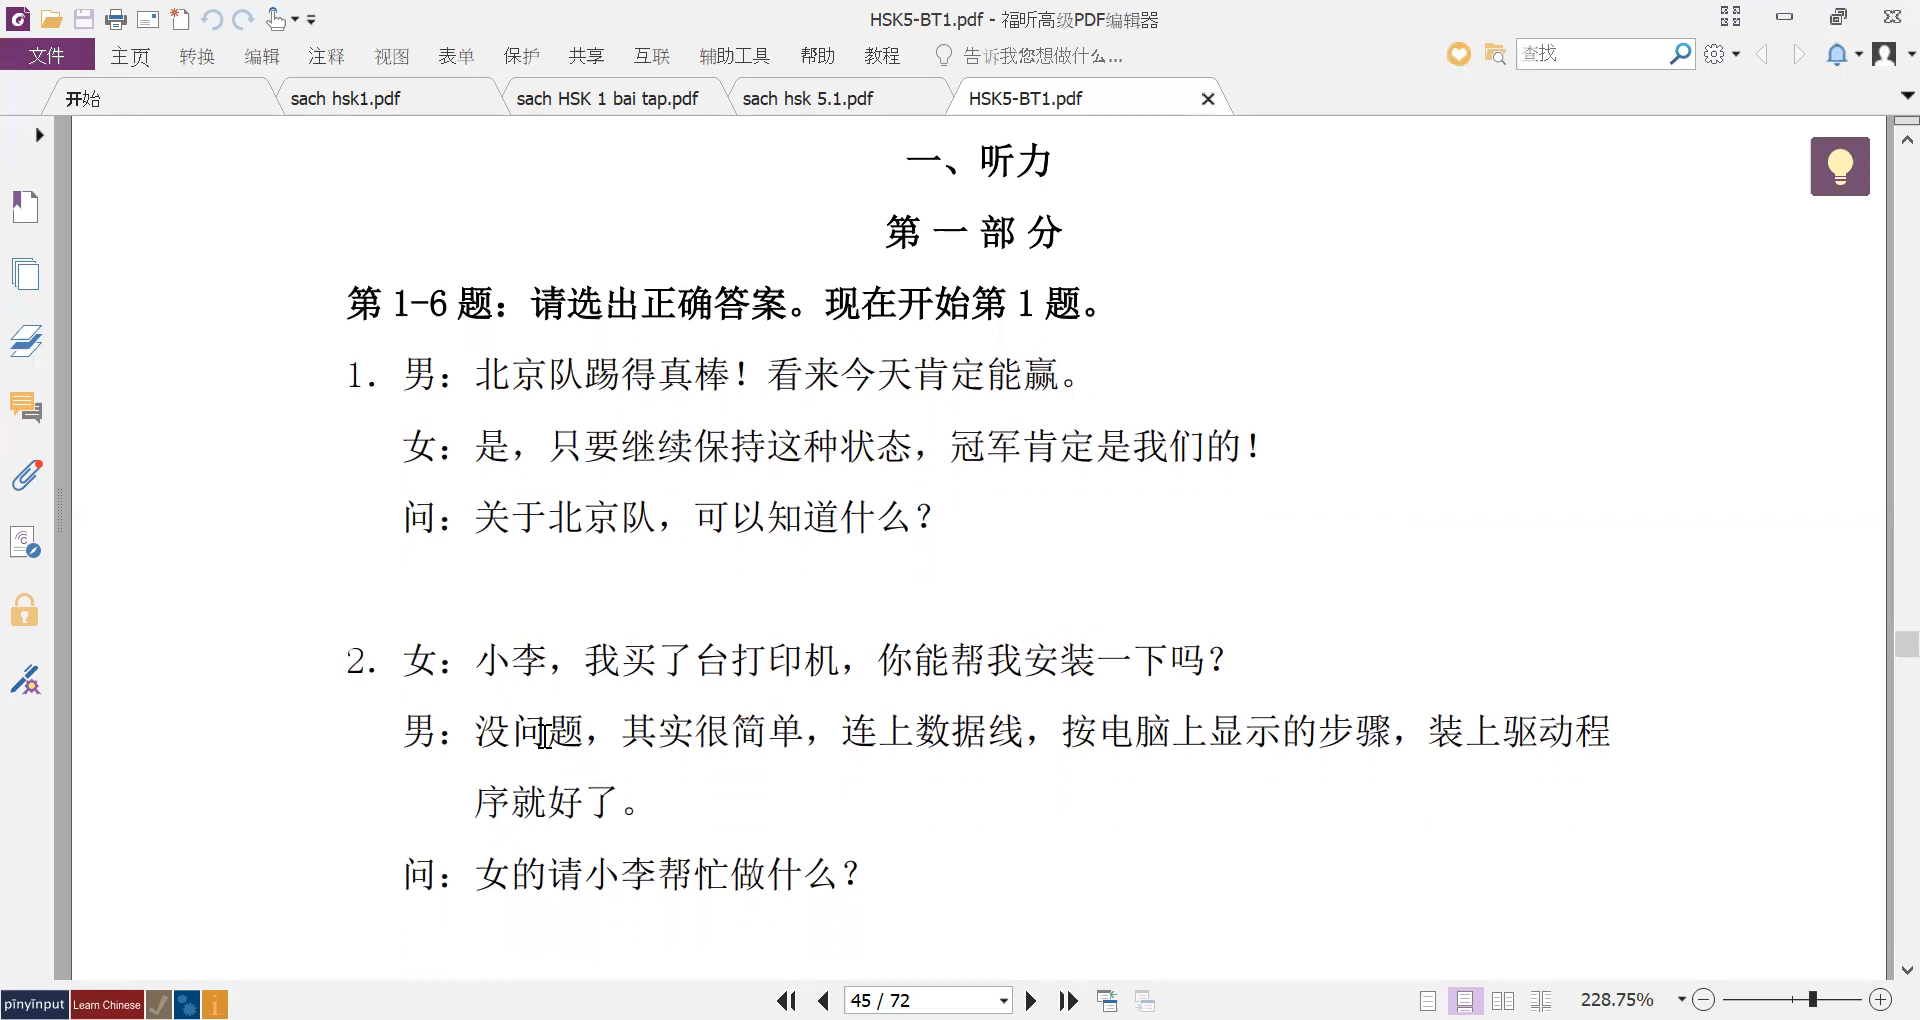 HSK5-BT1.pdf - 福昕高级PDF编辑器
文件 主页 转换 编辑 注释 视图 表单 保护 共享 互联 辅助工具 帮助 教程 告诉我您想做什么... 查找
开始 sach hsk1.pdf sach HSK 1 bai tap.pdf sach hsk 5.1.pdf HSK5-BT1.pdf
一、听力
第一部分
第 1-6 题：请选出正确答案。现在开始第 1 题。
1. 男：北京队踢得真棒！看来今天肯定能赢。
女：是，只要继续保持这种状态，冠军肯定是我们的！
问：关于北京队，可以知道什么？
2. 女：小李，我买了台打印机，你能帮我安装一下吗？
男：没问题，其实很简单，连上数据线，按电脑上显示的步骤，装上驱动程
序就好了。
问：女的请小李帮忙做什么？
pīnyīnput Learn Chinese 45 / 72 228.75%